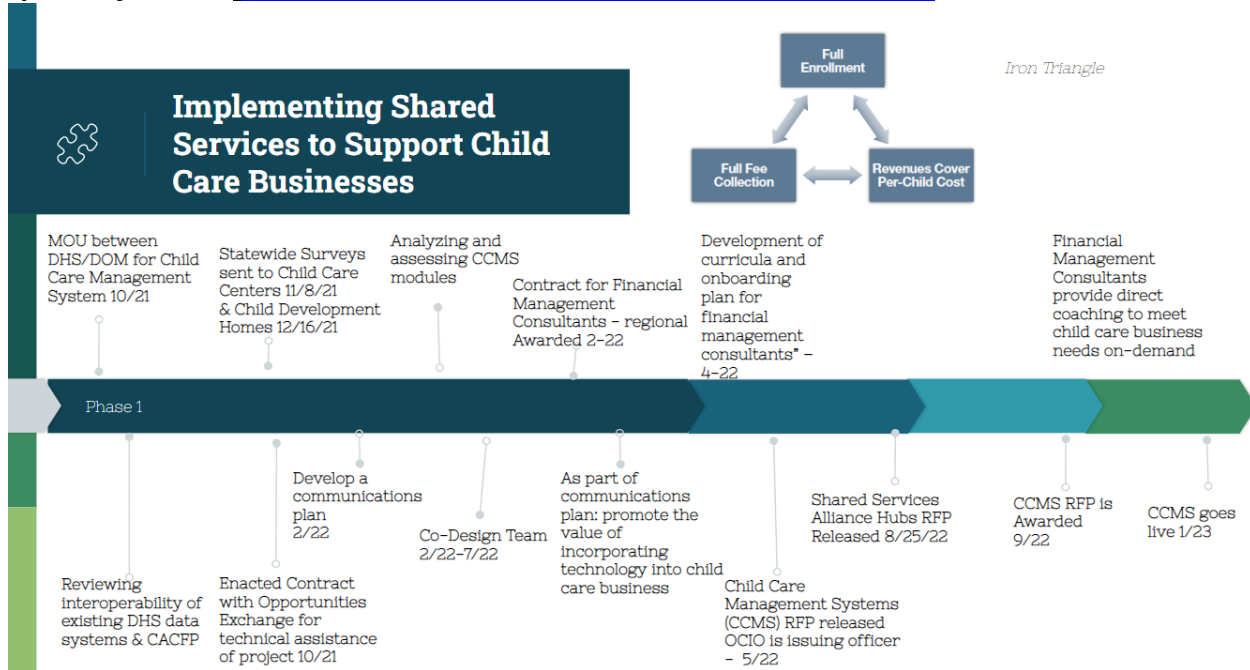 Implementing Shared
Services to Support Child
Care Businesses
Full
Enrollment
Iron Triangle
Full Fee
Collection
Revenues Cover
Per-Child Cost
MOU between
DHS/DOM for Child
Care Management
System 10/21
Statewide Surveys
sent to Child Care
Centers 11/8/21
& Child Development
Homes 12/16/21
Analyzing and
assessing CCMS
modules
Contract for Financial
Management
Consultants - regional
Awarded 2-22
Development of
curricula and
onboarding
plan for
financial
management
consultants" –
4-22
Financial
Management
Consultants
provide direct
coaching to meet
child care business
needs on-demand
Phase 1
Reviewing
interoperability of
existing DHS data
systems & CACFP
Enacted Contract
with Opportunities
Exchange for
technical assistance
of project 10/21
Develop a
communications
plan
2/22
Co-Design Team
2/22-7/22
As part of
communications
plan: promote the
value of
incorporating
technology into child
care business
Child Care
Management Systems
(CCMS) RFP released
OCIO is issuing officer
- 5/22
Shared Services
Alliance Hubs RFP
Released 8/25/22
CCMS RFP is
Awarded
9/22
CCMS goes
live 1/23